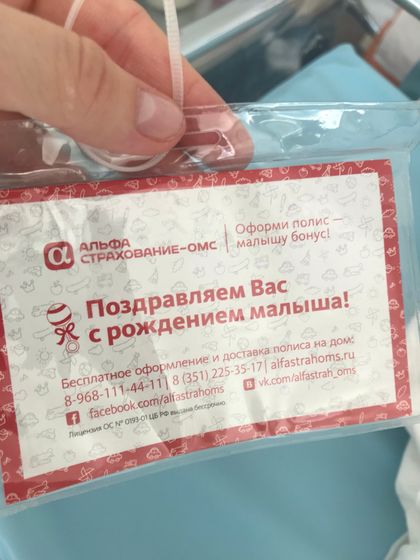 АЛЬФА
СТРАХОВАНИЕ-ОМС
Оформи полис —
малышу бонус!
Поздравляем Вас
с рождением малыша!
Бесплатное оформление и доставка полиса на дом:
8-968-111-44-11| 8 (351) 225-35-17| alfastrahoms.ru
facebook.com/alfastrahoms vk.com/alfastrah_oms
Лицензия ОС № 0193-01 ЦБ РФ выдана бессрочно.